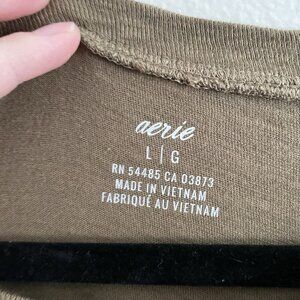 aerie
L | G
RN 54485 CA 03873
MADE IN VIETNAM
FABRIQUÉ AU VIETNAM